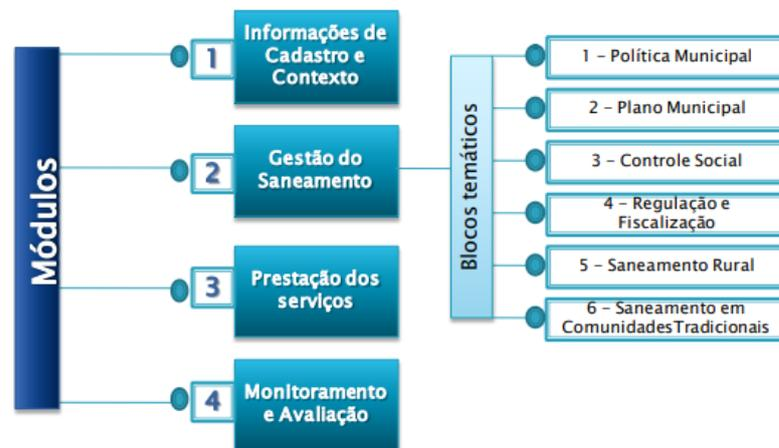 Módulos
1
Informações de
Cadastro e
Contexto
2
Gestão do
Saneamento
3
Prestação dos
serviços
4
Monitoramento
e Avaliação
Blocos temáticos
1 – Política Municipal
2 – Plano Municipal
3 – Controle Social
4 – Regulação e
Fiscalização
5 – Saneamento Rural
6 – Saneamento em
ComunidadesTradicionais